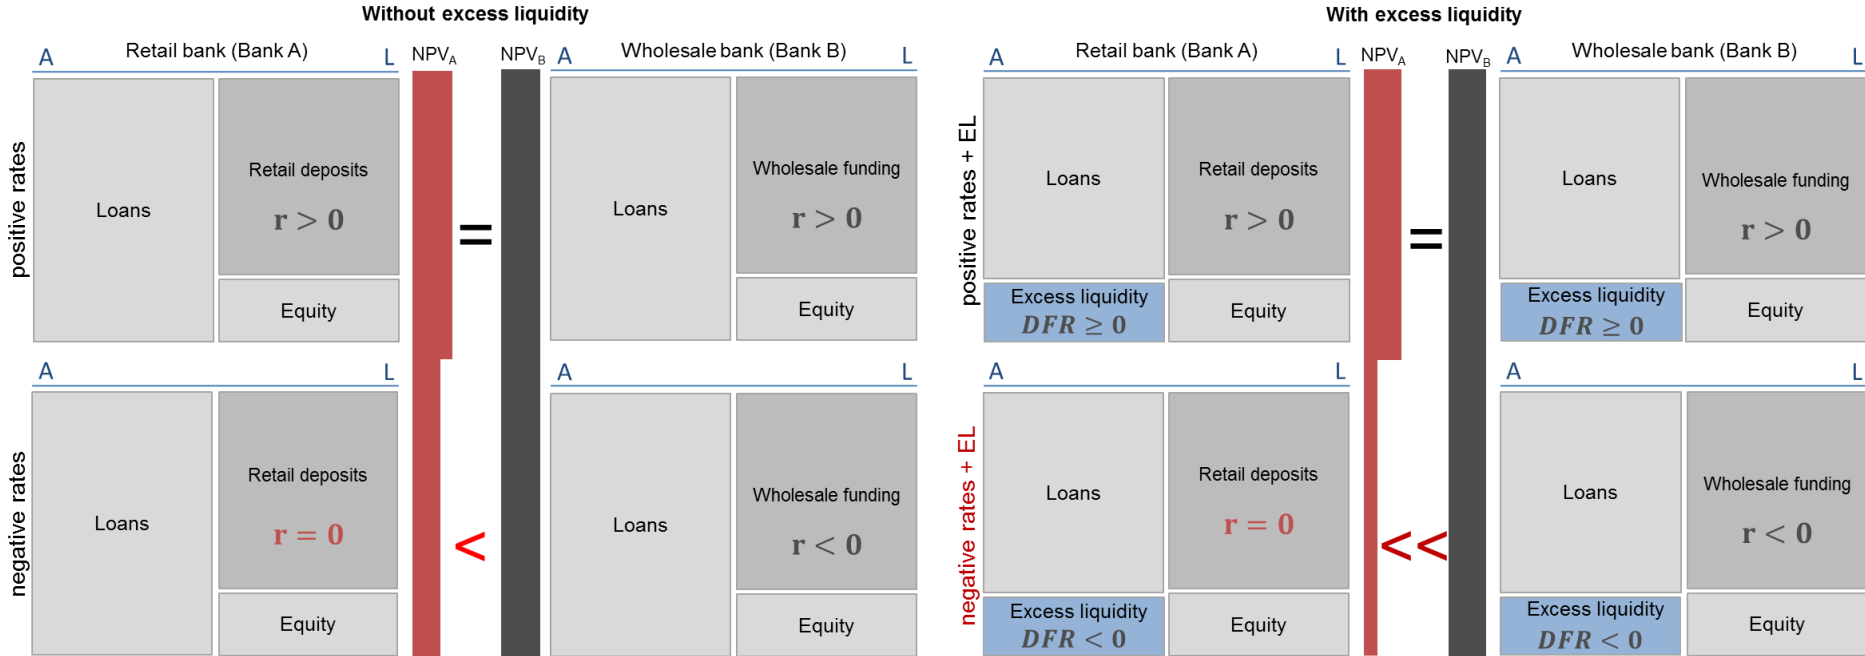 Without excess liquidity
A
Retail bank (Bank A)
L
NPV_A
NPV_B
A
Wholesale bank (Bank B)
L
positive rates
Loans
Retail deposits
r > 0
Equity
=
Loans
Wholesale funding
r > 0
Equity
A
L
A
L
negative rates
Loans
Retail deposits
r = 0
Equity
<
Loans
Wholesale funding
r < 0
Equity
With excess liquidity
A
Retail bank (Bank A)
L
NPV_A
NPV_B
A
Wholesale bank (Bank B)
L
positive rates + EL
Loans
Excess liquidity
DFR ≥ 0
Retail deposits
r > 0
Equity
=
Loans
Excess liquidity
DFR ≥ 0
Wholesale funding
r > 0
Equity
A
L
A
L
negative rates + EL
Loans
Excess liquidity
DFR < 0
Retail deposits
r = 0
Equity
<<
Loans
Excess liquidity
DFR < 0
Wholesale funding
r < 0
Equity